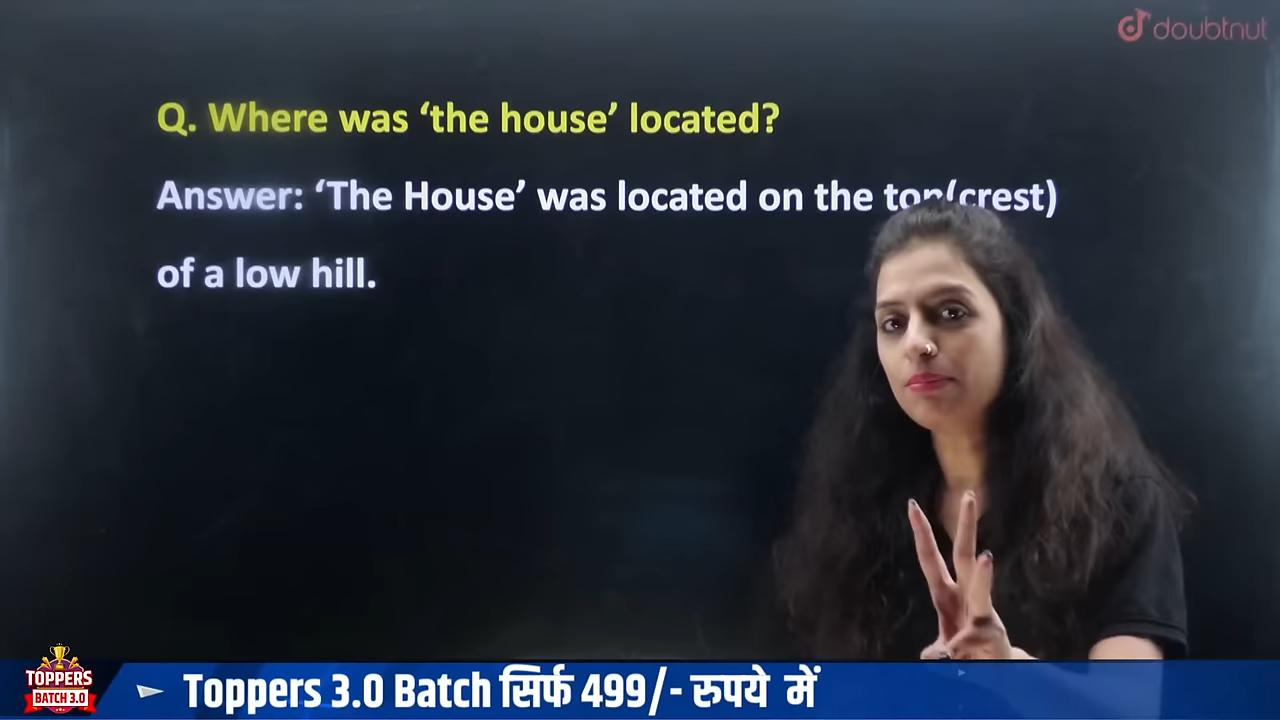 doubtnut
Q. Where was ‘the house’ located?
Answer: ‘The House’ was located on the top(crest)
of a low hill.
TOPPERS
BATCH 3.0
Toppers 3.0 Batch सिर्फ 499/- रुपये में